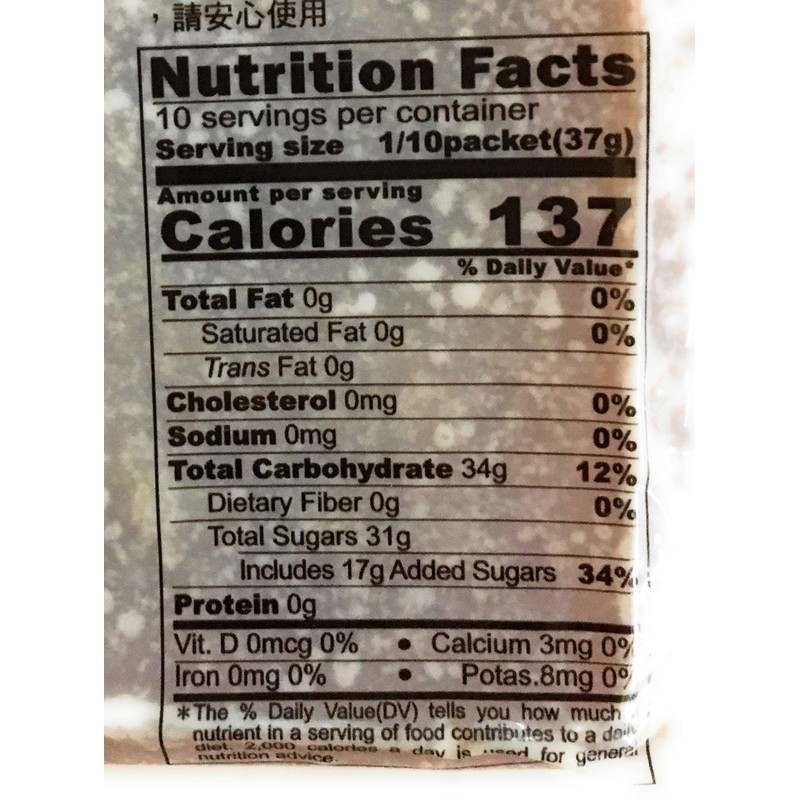 ，請安心使用
Nutrition Facts
10 servings per container
Serving size 1/10packet(37g)
Amount per serving
Calories 137
% Daily Value*
Total Fat 0g 0%
Saturated Fat 0g 0%
Trans Fat 0g
Cholesterol 0mg 0%
Sodium 0mg 0%
Total Carbohydrate 34g 12%
Dietary Fiber 0g 0%
Total Sugars 31g
Includes 17g Added Sugars 34%
Protein 0g
Vit. D 0mcg 0% • Calcium 3mg 0%
Iron 0mg 0% • Potas.8mg 0%
*The % Daily Value(DV) tells you how much
nutrient in a serving of food contributes to a daily
diet. 2,000 calories a day is used for general
nutrition advice.